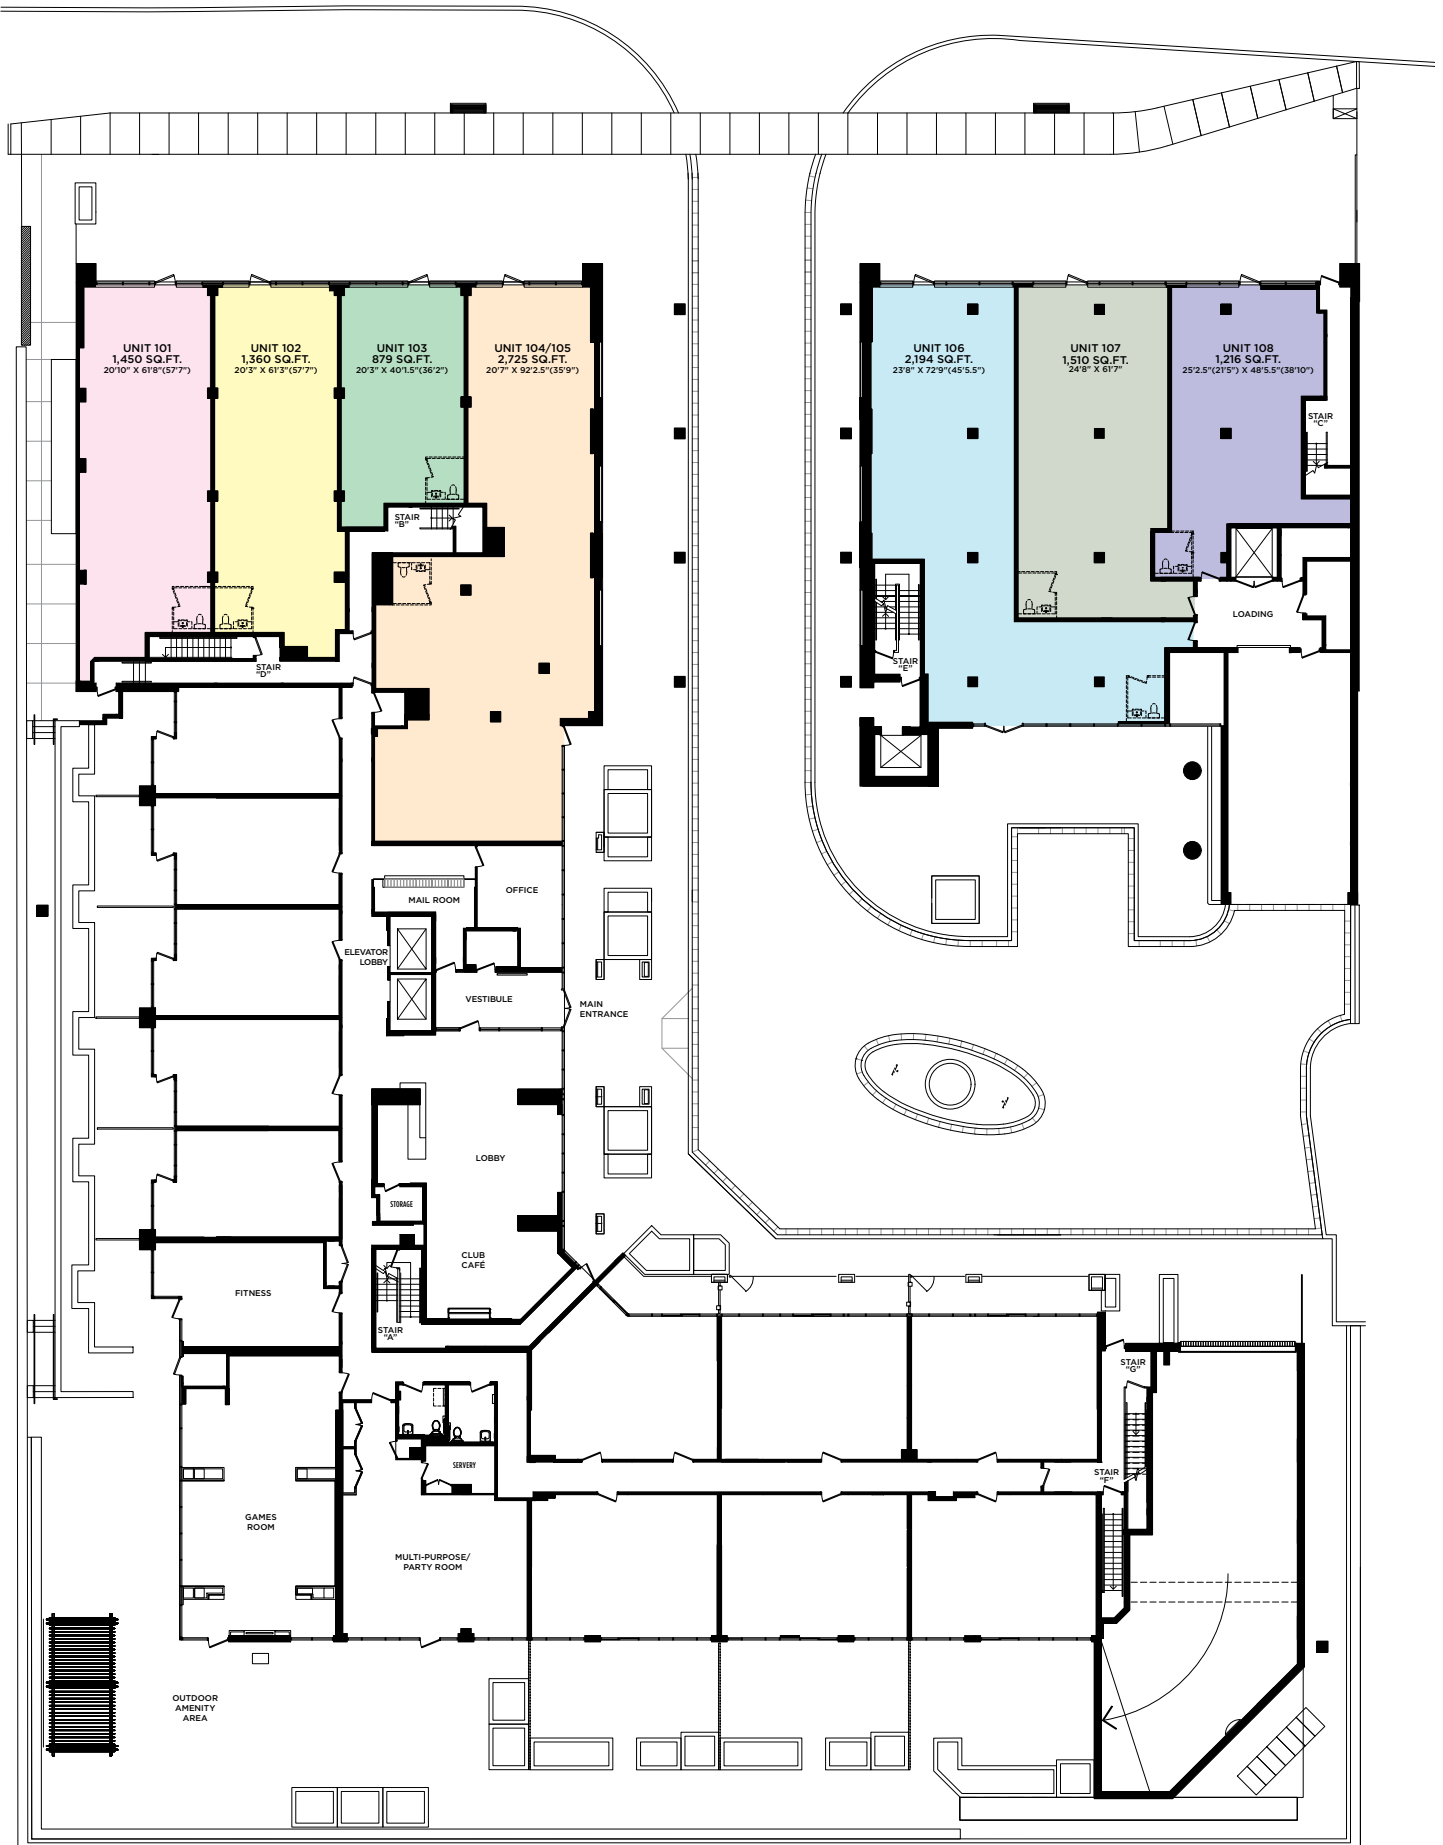 UNIT 101
1,450 SQ.FT.
20'10" X 61'8"(57'7")
UNIT 102
1,360 SQ.FT.
20'3" X 61'3"(57'7")
UNIT 103
879 SQ.FT.
20'3" X 40'1.5"(36'2")
UNIT 104/105
2,725 SQ.FT.
20'7" X 92'2.5"(35'9")
UNIT 106
2,194 SQ.FT.
23'8" X 72'9"(45'5.5")
UNIT 107
1,510 SQ.FT.
24'8" X 61'7"
UNIT 108
1,216 SQ.FT.
25'2.5"(21'5") X 48'5.5"(38'10")
STAIR
"C"
STAIR
"B"
LOADING
STAIR
"D"
STAIR
"E"
OFFICE
MAIL ROOM
ELEVATOR
LOBBY
VESTIBULE
MAIN
ENTRANCE
LOBBY
STORAGE
CLUB
CAFÉ
FITNESS
STAIR
"A"
STAIR
"G"
SERVERY
STAIR
"F"
GAMES
ROOM
MULTI-PURPOSE/
PARTY ROOM
OUTDOOR
AMENITY
AREA